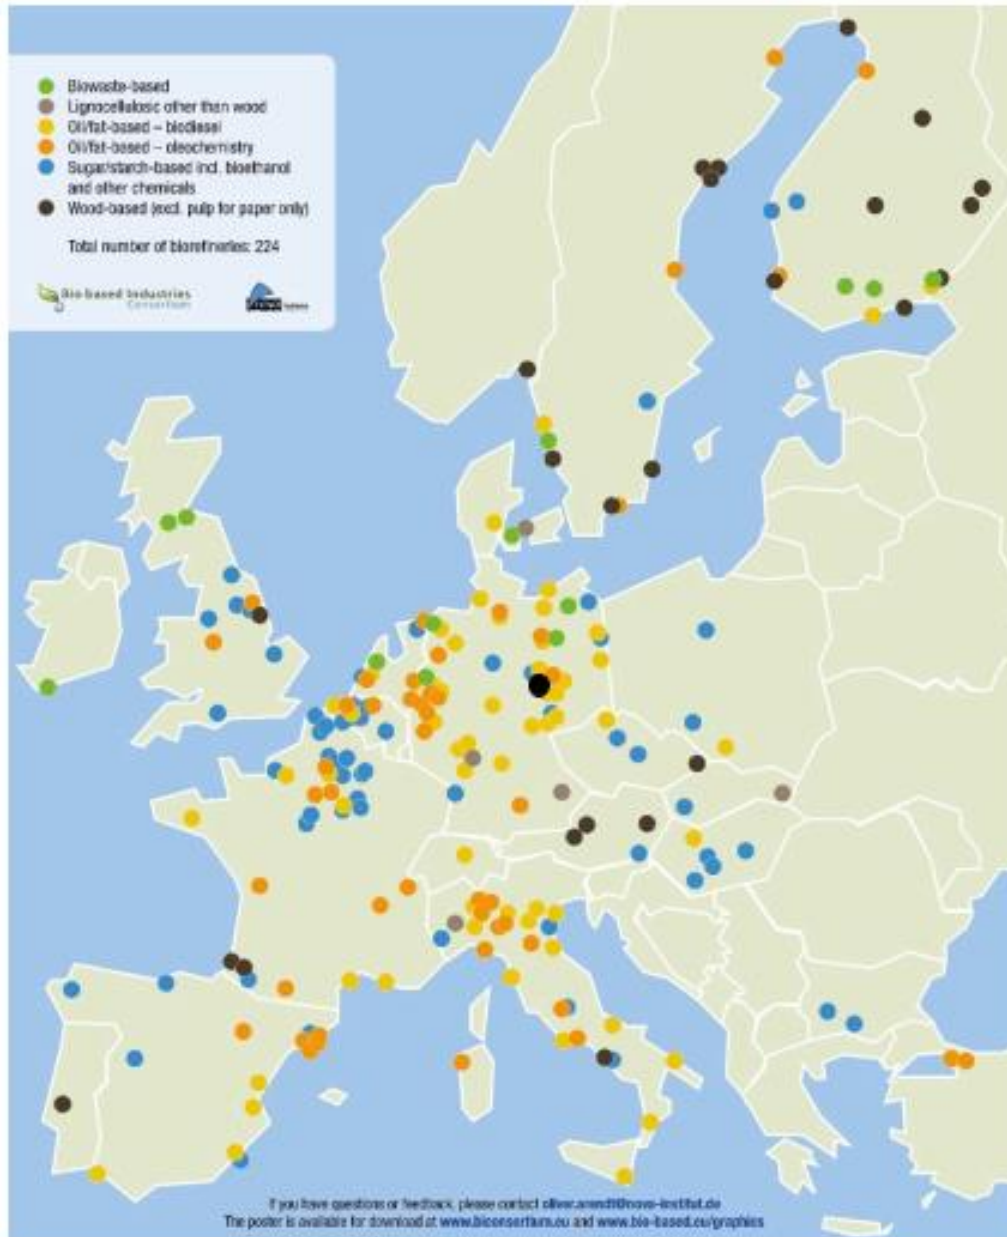 Biowaste-based
Lignocellulosic other than wood
Oil/fat-based – biodiesel
Oil/fat-based – oleochemistry
Sugar/starch-based incl. bioethanol
and other chemicals
Wood-based (excl. pulp for paper only)
Total number of biorefineries: 224
Bio-based Industries
Consortium
If you have questions or feedback, please contact
The poster is available for download at www.biconsortium.eu and www.bio-based.eu/graphics